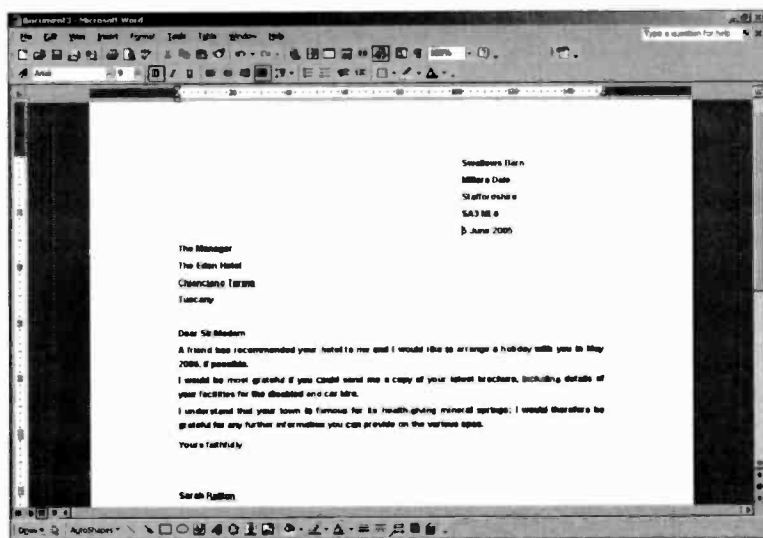 Document3 - Microsoft Word
File Edit View Insert Format Tools Table Window Help
Type a question for help
100%
Arial 9 B I U
Swallows Barn
Millers Dale
Staffordshire
SA3 ML4
5 June 2005
The Manager
The Eden Hotel
Chianciano Terme
Tuscany
Dear Sir/Madam
A friend has recommended your hotel to me and I would like to arrange a holiday with you in May
2006, if possible.
I would be most grateful if you could send me a copy of your latest brochure, including details of
your facilities for the disabled and car hire.
I understand that your town is famous for its health-giving mineral springs; I would therefore be
grateful for any further information you can provide on the various spas.
Yours faithfully
Sarah
Draw AutoShapes